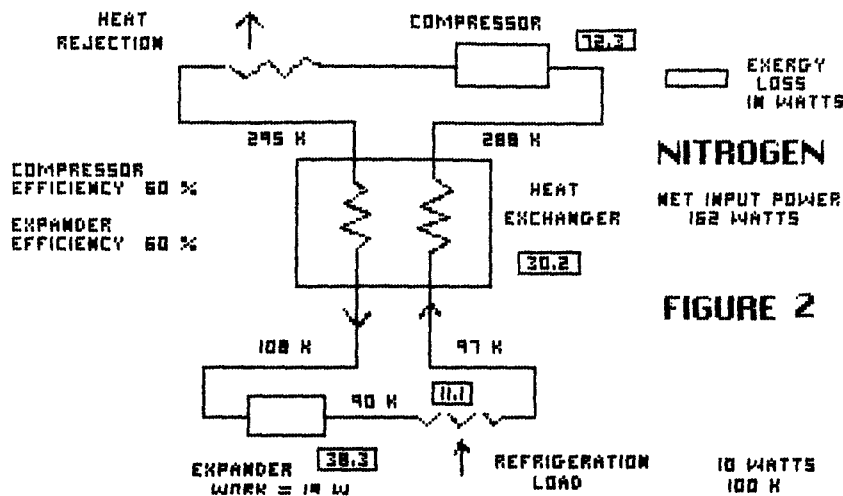 HEAT
REJECTION
COMPRESSOR
72.3
EXERGY
LOSS
IN WATTS
295 K
288 K
NITROGEN
COMPRESSOR
EFFICIENCY 60 %
HEAT
EXCHANGER
NET INPUT POWER
162 WATTS
EXPANDER
EFFICIENCY 60 %
30.2
FIGURE 2
108 K
97 K
11.1
90 K
38.3
EXPANDER
WORK = 19 W
REFRIGERATION
LOAD
10 WATTS
100 K